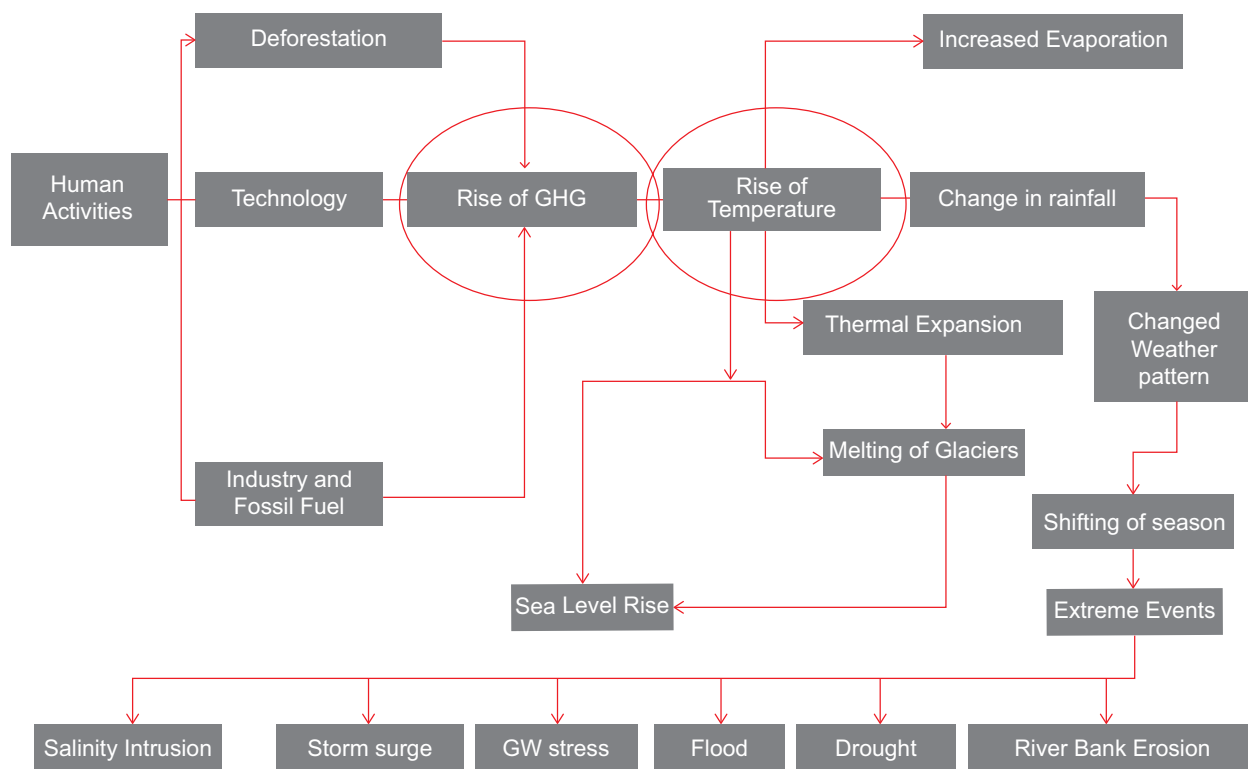 Deforestation
Increased Evaporation
Human
Activities
Technology
Rise of GHG
Rise of
Temperature
Change in rainfall
Thermal Expansion
Changed
Weather
pattern
Melting of Glaciers
Industry and
Fossil Fuel
Shifting of season
Sea Level Rise
Extreme Events
Salinity Intrusion
Storm surge
GW stress
Flood
Drought
River Bank Erosion